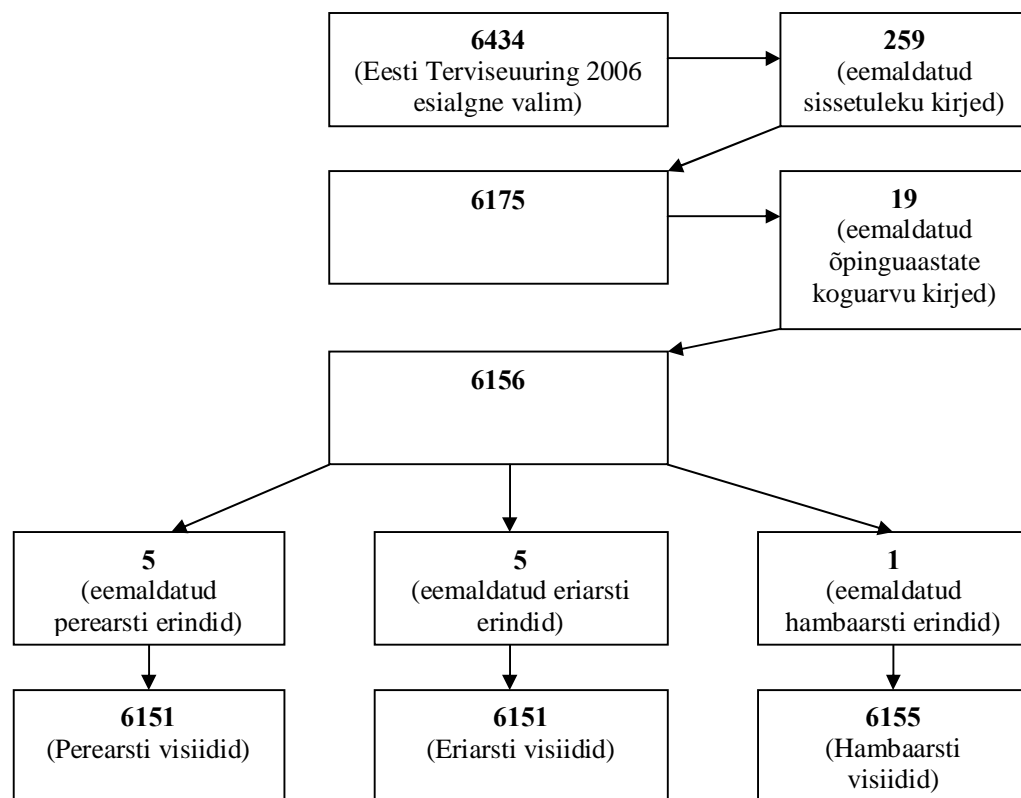 6434
(Eesti Terviseuuring 2006
esialgne valim)
259
(eemaldatud
sissetuleku kirjed)
6175
19
(eemaldatud
õpinguaastate
koguarvu kirjed)
6156
5
(eemaldatud
perearsti erindid)
5
(eemaldatud eriarsti
erindid)
1
(eemaldatud
hambaarsti erindid)
6151
(Perearsti visiidid)
6151
(Eriarsti visiidid)
6155
(Hambaarsti
visiidid)